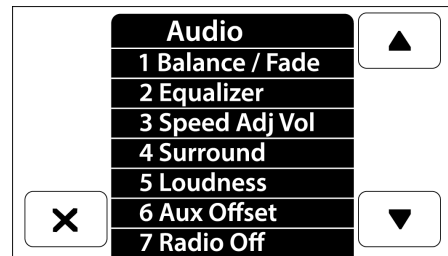 Audio
1 Balance / Fade
2 Equalizer
3 Speed Adj Vol
4 Surround
5 Loudness
6 Aux Offset
7 Radio Off